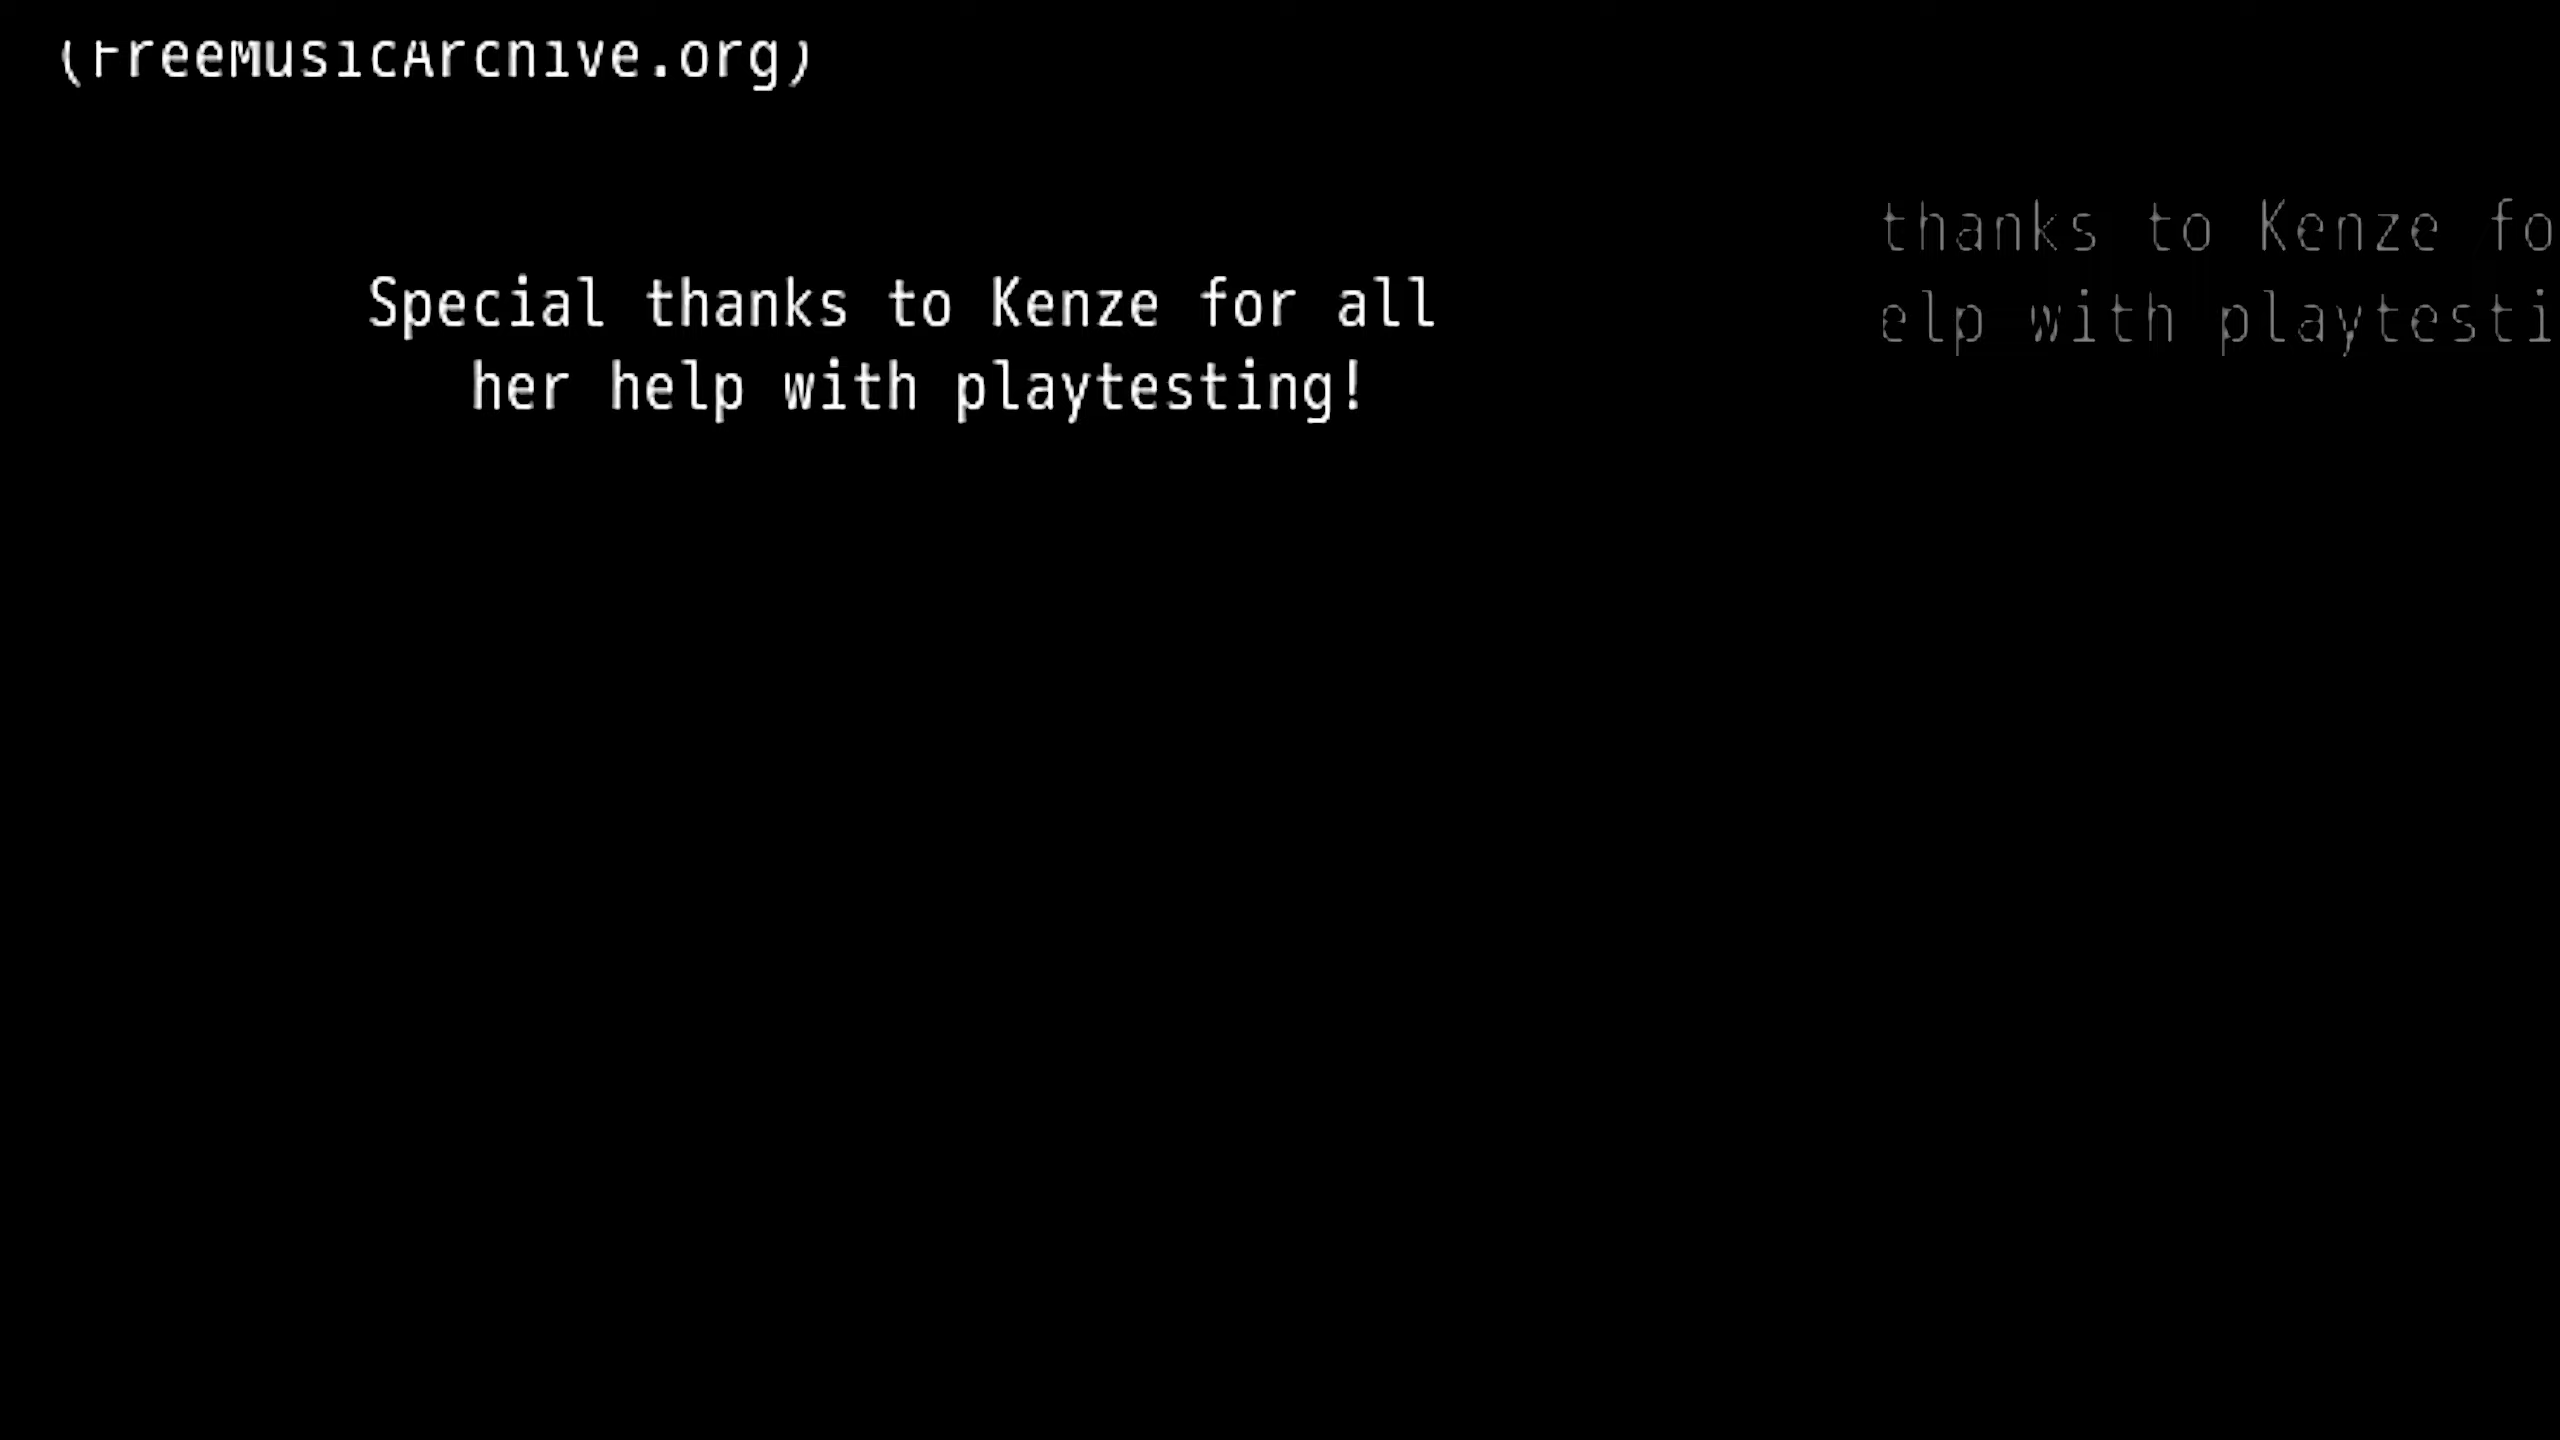 (FreeMusicArchive.org)
Special thanks to Kenze for all
her help with playtesting!
thanks to Kenze fo
elp with playtesti